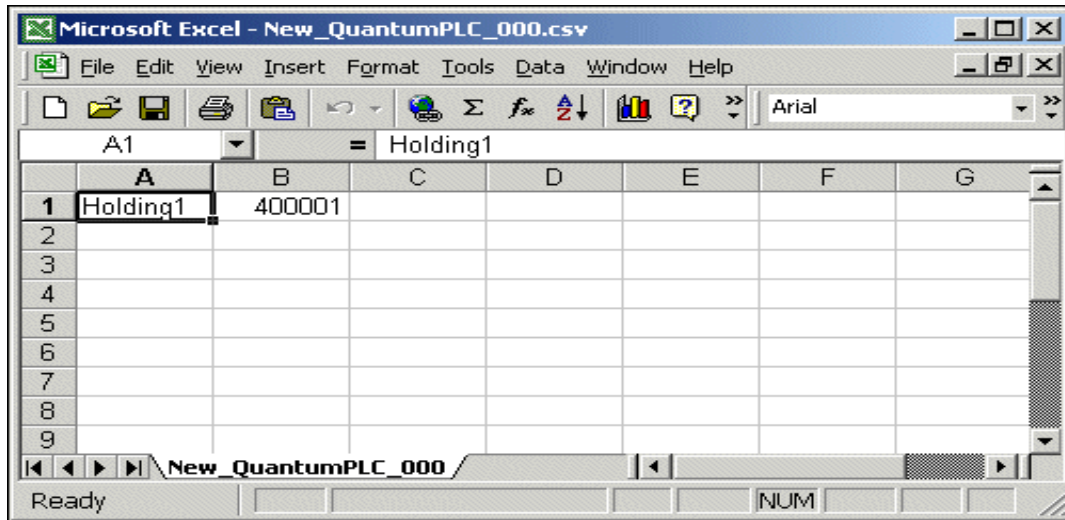 Microsoft Excel - New_QuantumPLC_000.csv
File Edit View Insert Format Tools Data Window Help
Σ fx A Z ? » Arial »
A1 = Holding1
A B C D E F G
1 Holding1 400001
2
3
4
5
6
7
8
9
New_QuantumPLC_000
Ready NUM